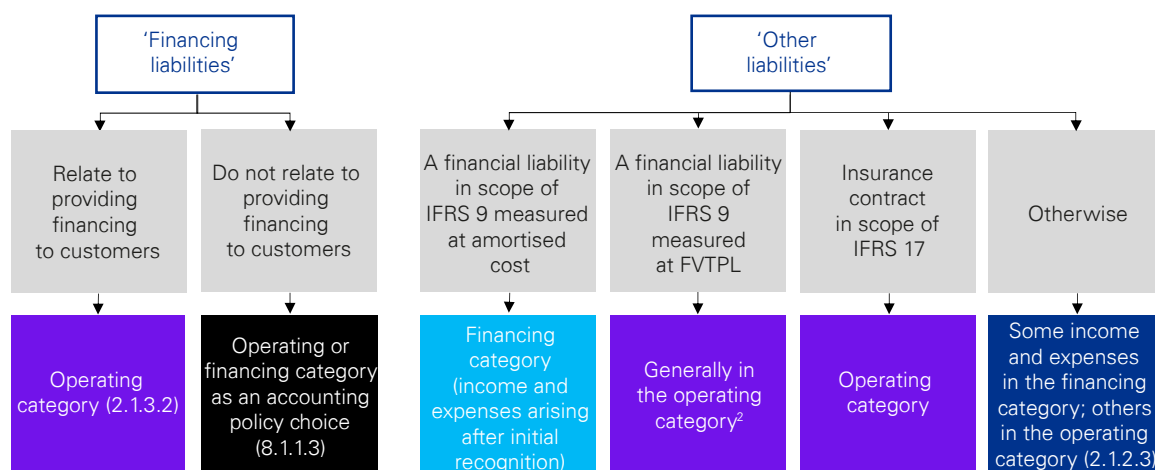 ‘Financing
liabilities’
‘Other
liabilities’
Relate to
providing
financing
to customers
Do not relate to
providing
financing
to customers
A financial liability
in scope of
IFRS 9 measured
at amortised
cost
A financial liability
in scope of
IFRS 9
measured
at FVTPL
Insurance
contract
in scope of
IFRS 17
Otherwise
Operating
category (2.1.3.2)
Operating or
financing category
as an accounting
policy choice
(8.1.1.3)
Financing
category
(income and
expenses arising
after initial
recognition)
Generally in
the operating
category²
Operating
category
Some income
and expenses
in the financing
category; others
in the operating
category (2.1.2.3)